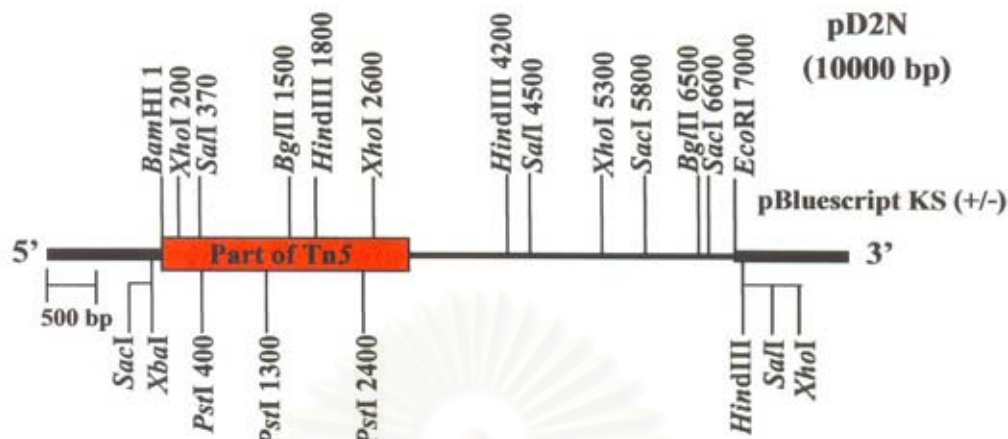 pD2N
(10000 bp)
BamHI 1
XhoI 200
SalI 370
BglII 1500
HindIII 1800
XhoI 2600
HindIII 4200
SalI 4500
XhoI 5300
SacI 5800
BglII 6500
SacI 6600
EcoRI 7000
pBluescript KS (+/-)
5’
Part of Tn5
3’
500 bp
SacI
XbaI
PstI 400
PstI 1300
PstI 2400
HindIII
SalI
XhoI